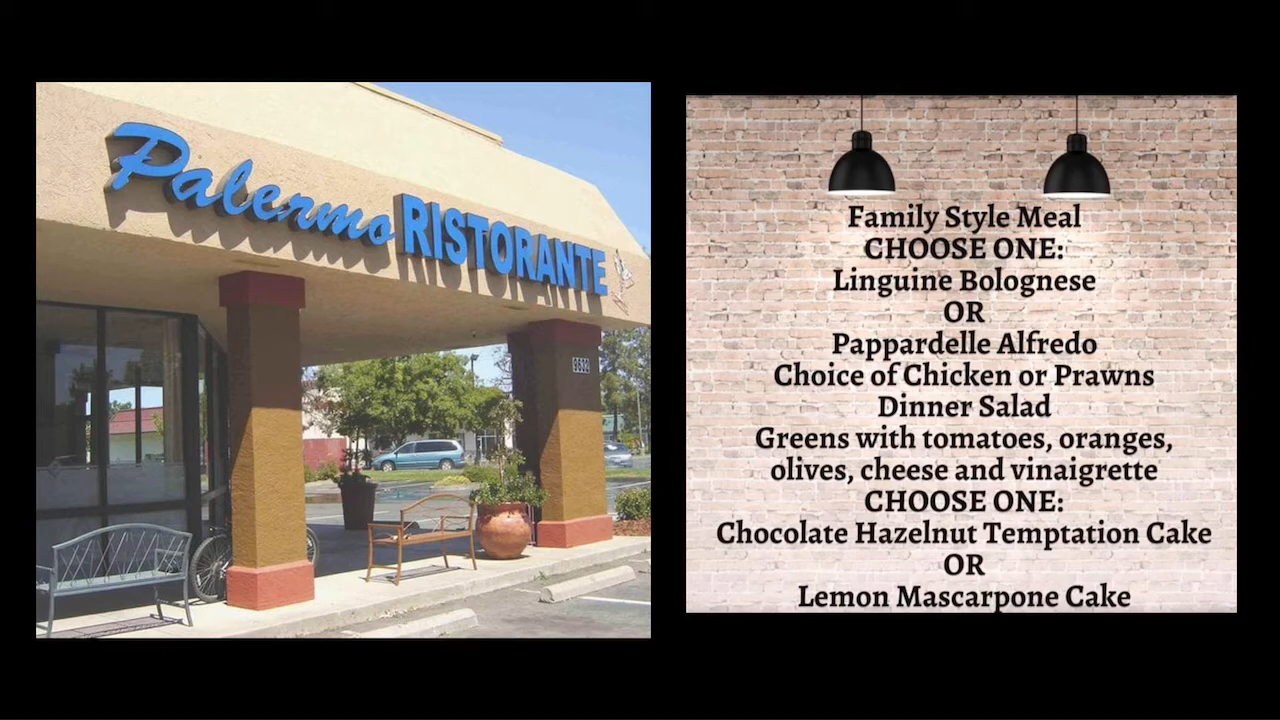 Palermo RISTORANTE
Family Style Meal
CHOOSE ONE:
Linguine Bolognese
OR
Pappardelle Alfredo
Choice of Chicken or Prawns
Dinner Salad
Greens with tomatoes, oranges,
olives, cheese and vinaigrette
CHOOSE ONE:
Chocolate Hazelnut Temptation Cake
OR
Lemon Mascarpone Cake